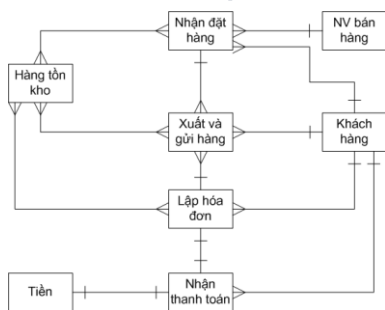 Nhận đặt
hàng
NV bán
hàng
Hàng tồn
kho
Xuất và
gửi hàng
Khách
hàng
Lập hóa
đơn
Tiền
Nhận
thanh toán